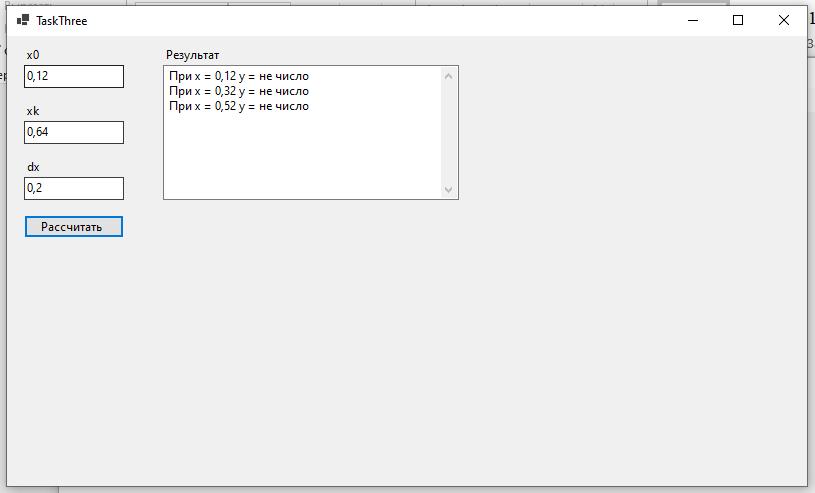 TaskThree
x0
0,12
xk
0,64
dx
0,2
Рассчитать
Результат
При x = 0,12 y = не число
При x = 0,32 y = не число
При x = 0,52 y = не число